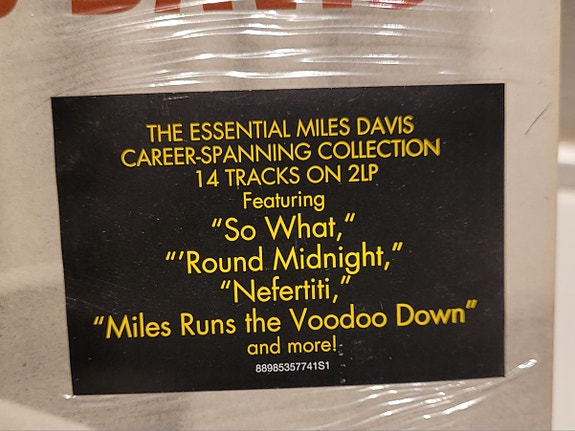 THE ESSENTIAL MILES DAVIS
CAREER-SPANNING COLLECTION
14 TRACKS ON 2LP
Featuring
“So What,“
“’Round Midnight,”
“Nefertiti,”
“Miles Runs the Voodoo Down”
and more!
88985357741S1